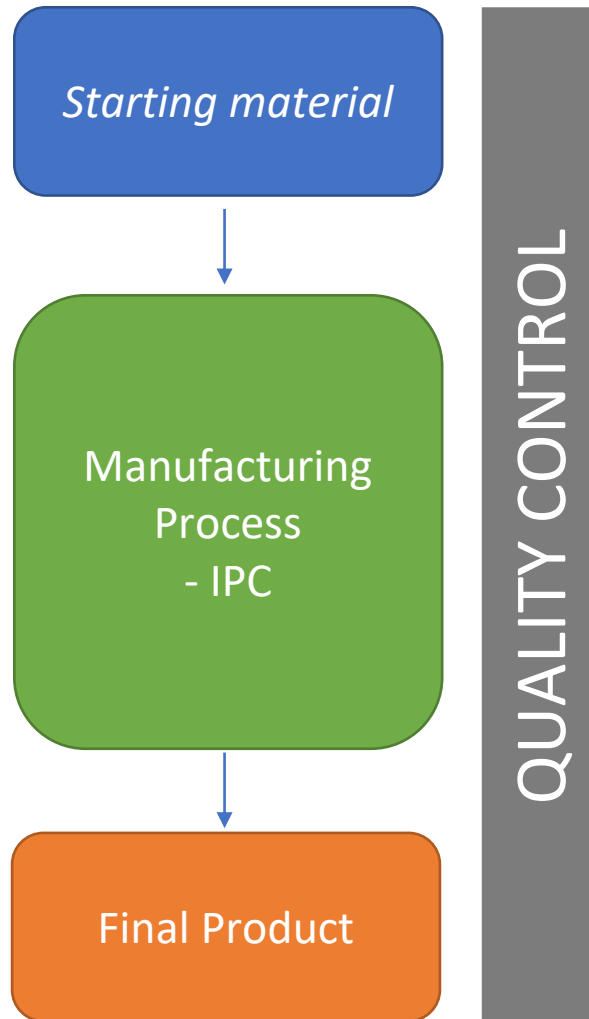 Starting material
Manufacturing
Process
- IPC
Final Product
QUALITY CONTROL